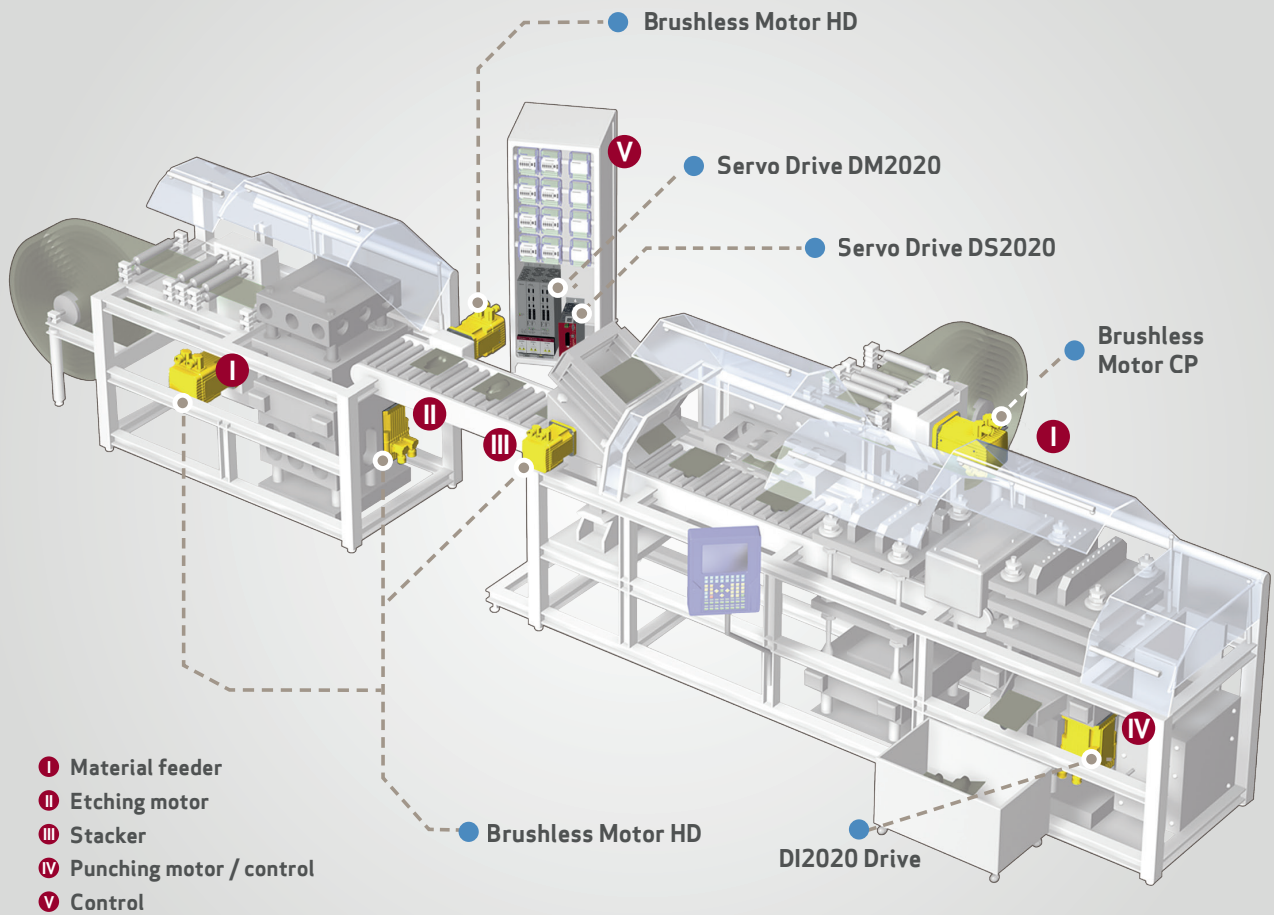 Brushless Motor HD
V
Servo Drive DM2020
Servo Drive DS2020
Brushless
Motor CP
I
II
III
I
IV
I Material feeder
II Etching motor
III Stacker
IV Punching motor / control
V Control
Brushless Motor HD
DI2020 Drive